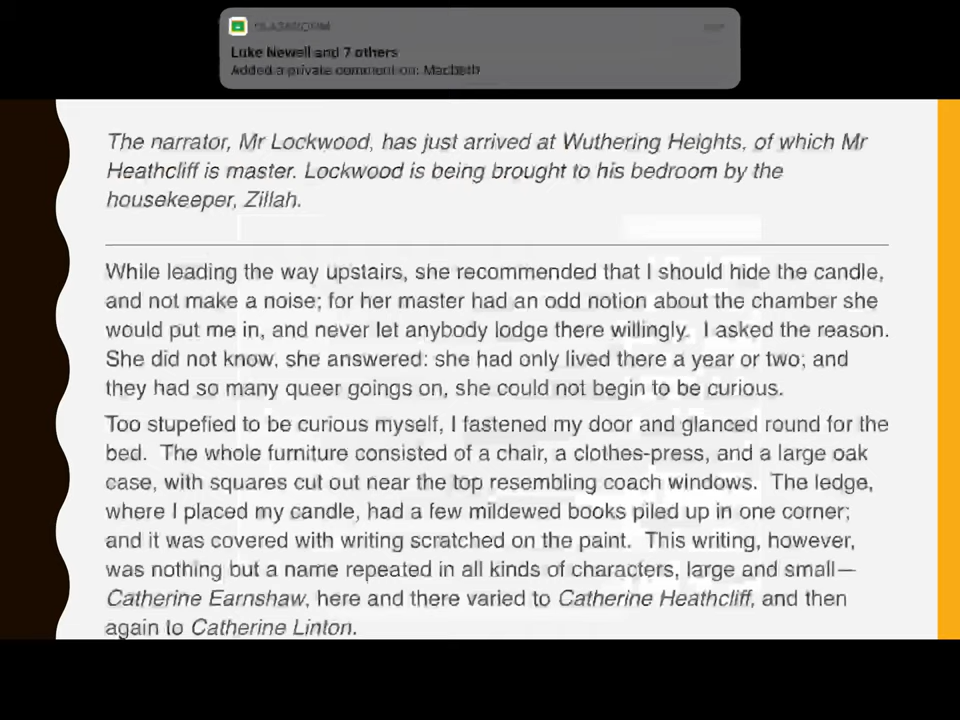 Luke Newell and 7 others
Added a private comment on: Macbeth
The narrator, Mr Lockwood, has just arrived at Wuthering Heights, of which Mr
Heathcliff is master. Lockwood is being brought to his bedroom by the
housekeeper, Zillah.
While leading the way upstairs, she recommended that I should hide the candle,
and not make a noise; for her master had an odd notion about the chamber she
would put me in, and never let anybody lodge there willingly. I asked the reason.
She did not know, she answered: she had only lived there a year or two; and
they had so many queer goings on, she could not begin to be curious.
Too stupefied to be curious myself, I fastened my door and glanced round for the
bed. The whole furniture consisted of a chair, a clothes-press, and a large oak
case, with squares cut out near the top resembling coach windows. The ledge,
where I placed my candle, had a few mildewed books piled up in one corner;
and it was covered with writing scratched on the paint. This writing, however,
was nothing but a name repeated in all kinds of characters, large and small—
Catherine Earnshaw, here and there varied to Catherine Heathcliff, and then
again to Catherine Linton.